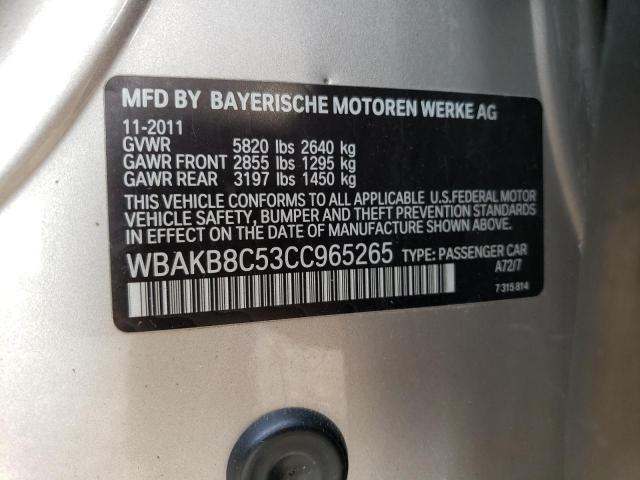 MFD BY BAYERISCHE MOTOREN WERKE AG
11-2011
GVWR 5820 lbs 2640 kg
GAWR FRONT 2855 lbs 1295 kg
GAWR REAR 3197 lbs 1450 kg
THIS VEHICLE CONFORMS TO ALL APPLICABLE U.S.FEDERAL MOTOR
VEHICLE SAFETY, BUMPER AND THEFT PREVENTION STANDARDS
IN EFFECT ON THE DATE OF MANUFACTURE SHOWN ABOVE.
WBAKB8C53CC965265 TYPE: PASSENGER CAR
A72/7
7 315 814